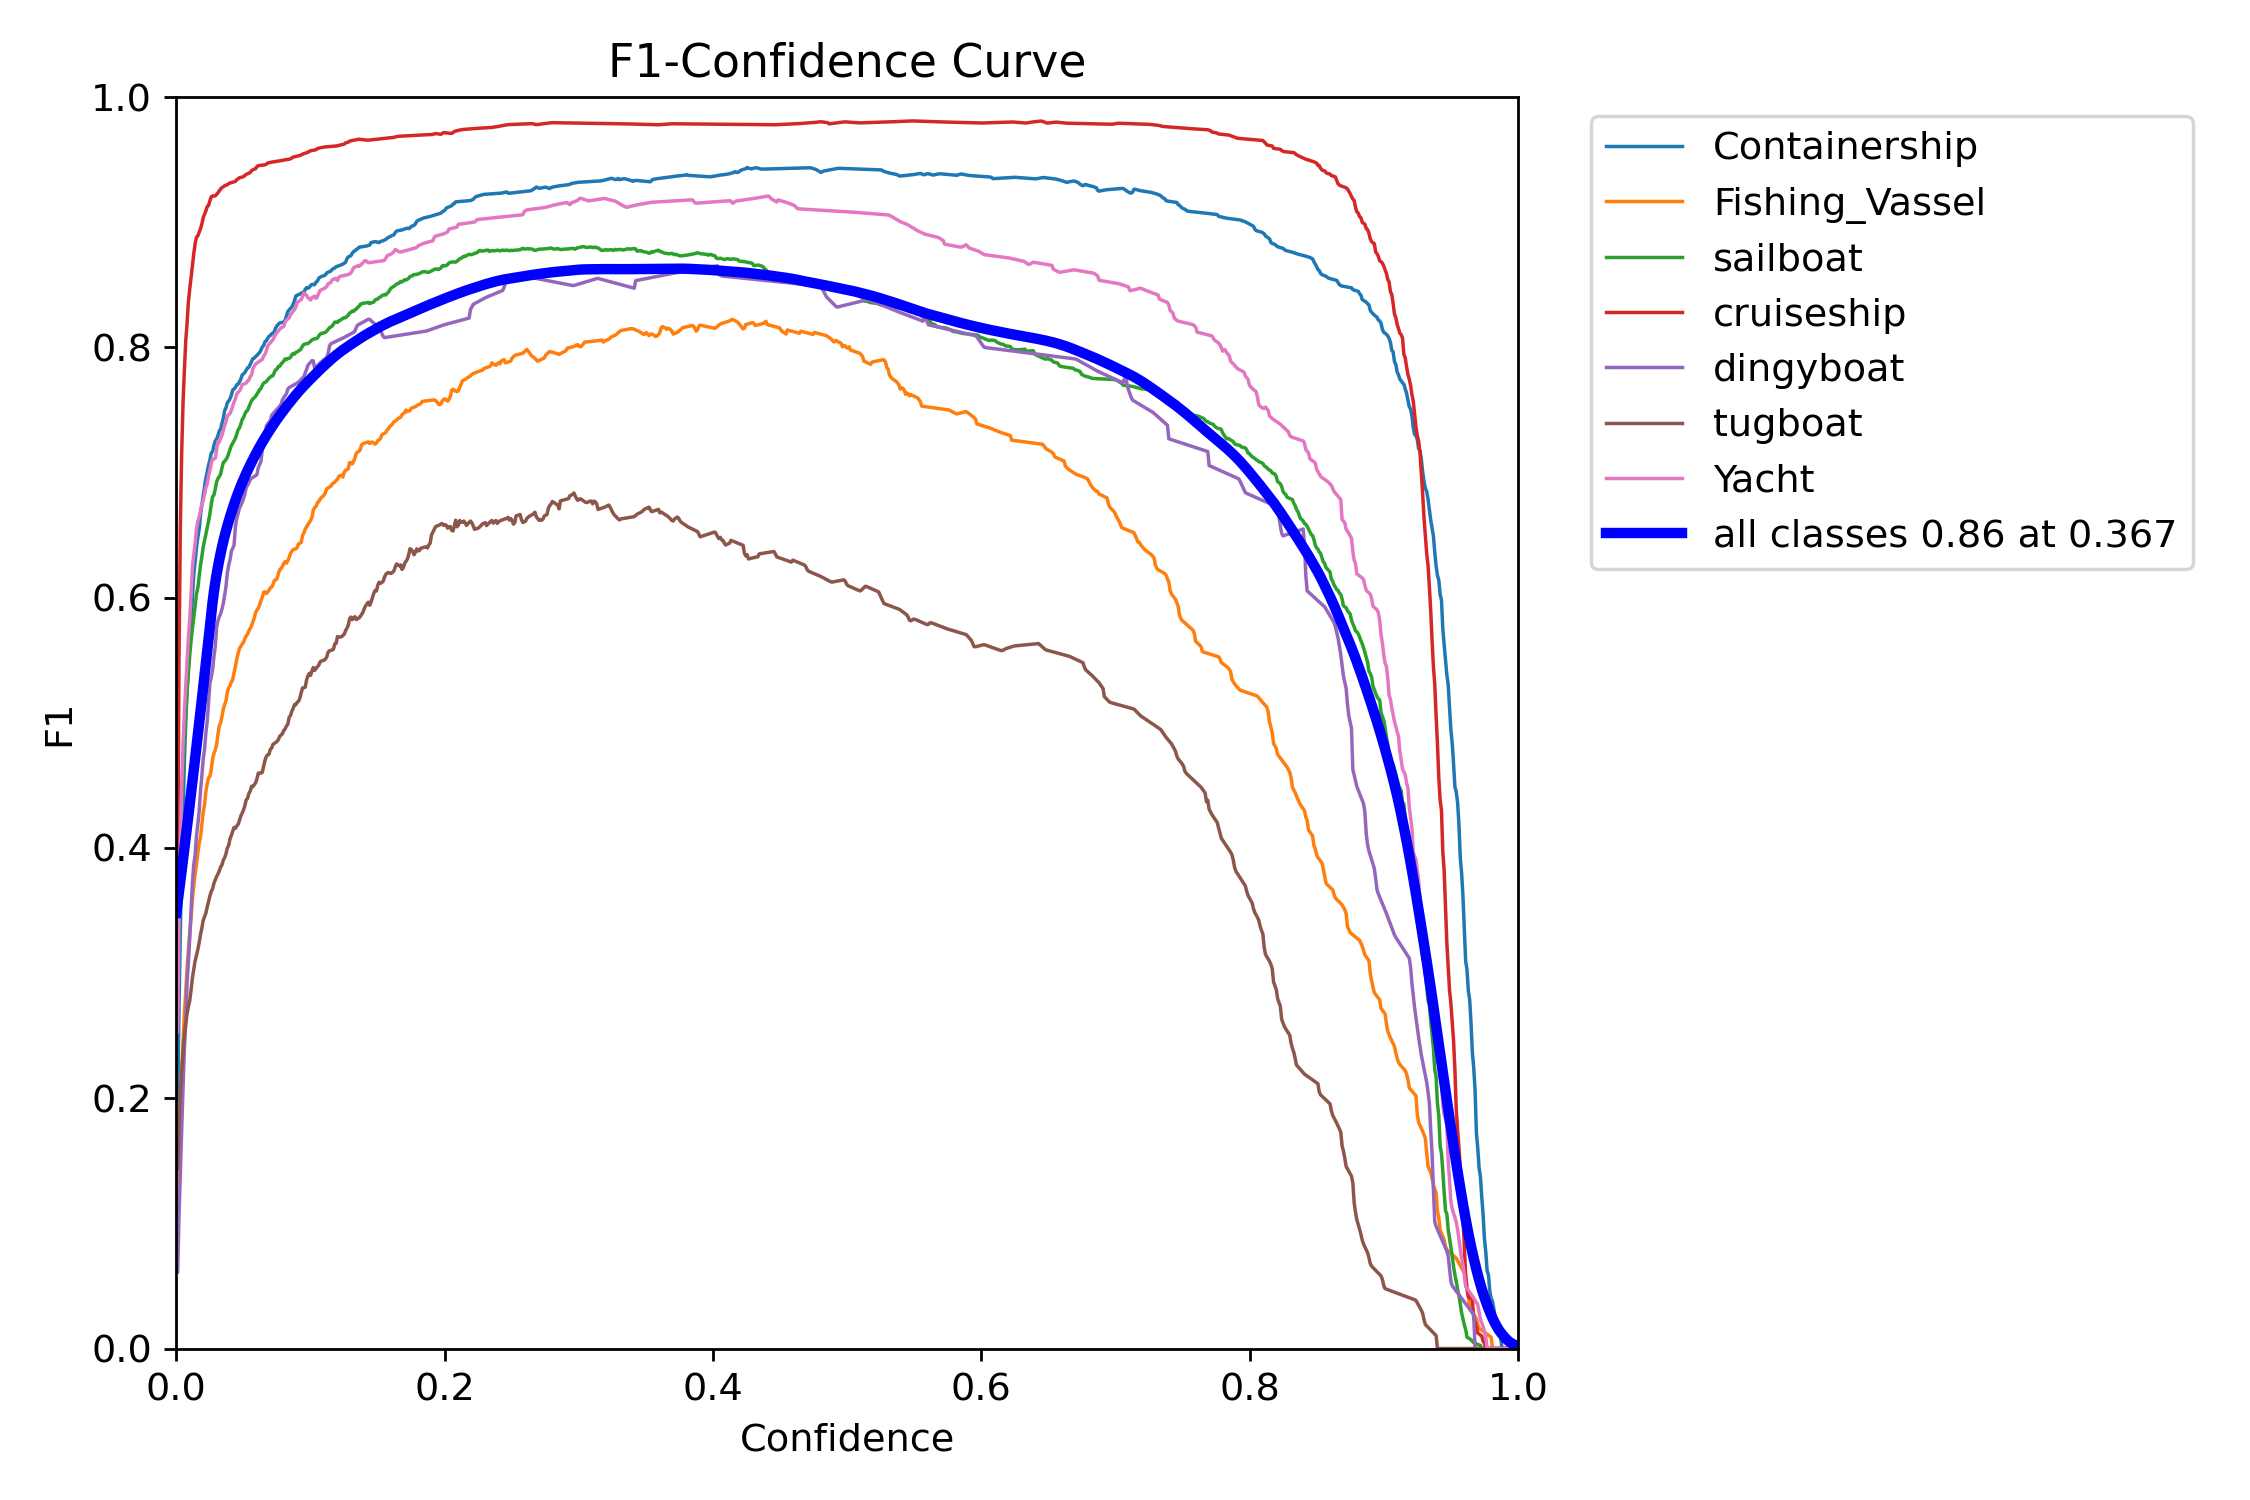 F1-Confidence Curve
1.0
0.8
0.6
0.4
0.2
0.0
F1
0.0 0.2 0.4 0.6 0.8 1.0
Confidence
Containership
Fishing_Vassel
sailboat
cruiseship
dingyboat
tugboat
Yacht
all classes 0.86 at 0.367